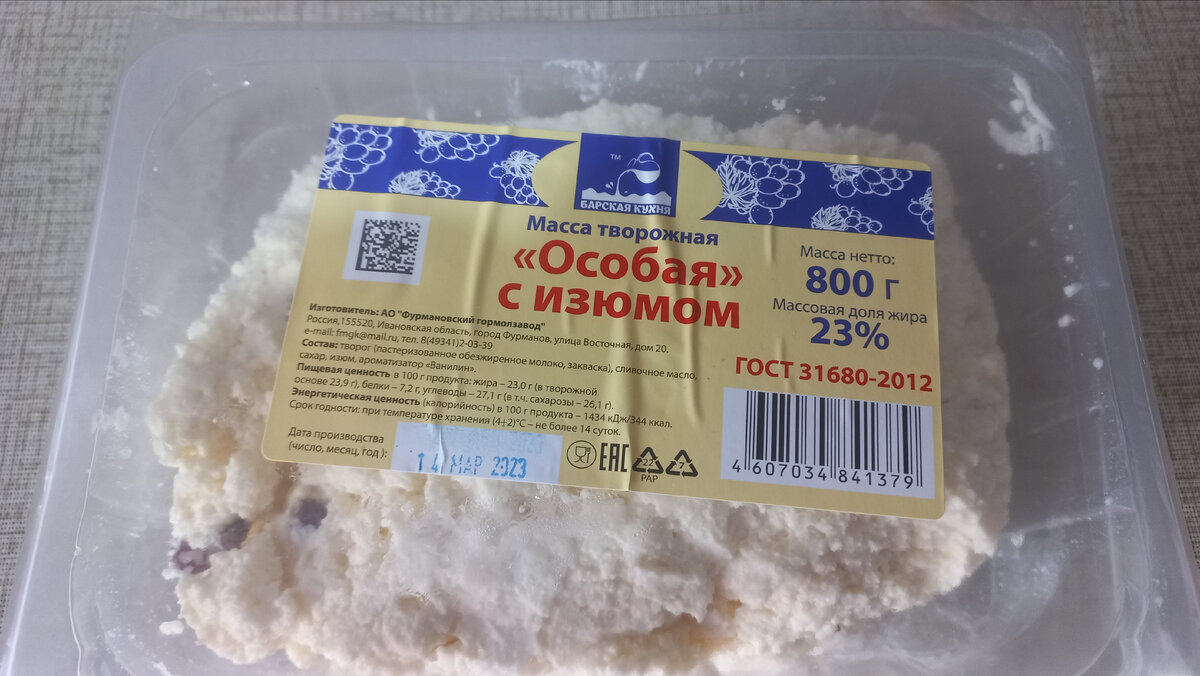 TM
БАРСКАЯ КУХНЯ
Масса творожная
«Особая»
с изюмом
Масса нетто:
800 г
Массовая доля жира
23%
ГОСТ 31680-2012
Изготовитель: АО "Фурмановский гормолзавод"
Россия,155520, Ивановская область, город Фурманов, улица Восточная, дом 20,
e-mail: fmgk@mail.ru, тел. 8(49341)2-03-39
Состав: творог (пастеризованное обезжиренное молоко, закваска), сливочное масло,
сахар, изюм, ароматизатор «Ванилин».
Пищевая ценность в 100 г продукта: жира – 23,0 г (в творожной
основе 23,9 г), белки – 7,2 г, углеводы – 27,1 г (в т.ч. сахарозы – 26,1 г).
Энергетическая ценность (калорийность) в 100 г продукта – 1434 кДж/344 ккал.
Срок годности: при температуре хранения (4±2)°С – не более 14 суток.
Дата производства
(число, месяц, год ):
14 МАР 2023
EAC
22
PAP
7
4 607034 841379